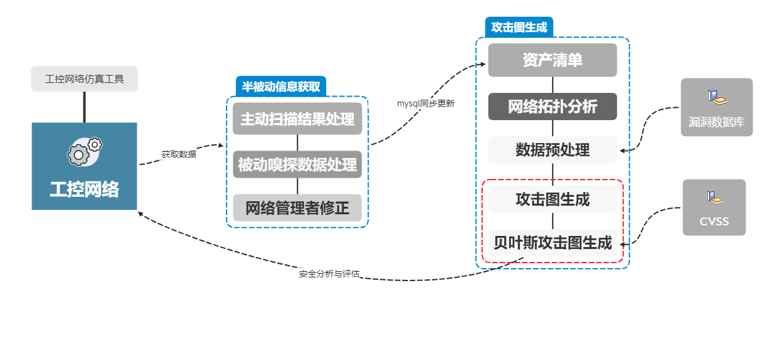 工控网络仿真工具
工控网络
获取数据
半被动信息获取
主动扫描结果处理
被动嗅探数据处理
网络管理者修正
mysql同步更新
攻击图生成
资产清单
网络拓扑分析
数据预处理
攻击图生成
贝叶斯攻击图生成
漏洞数据库
CVSS
安全分析与评估